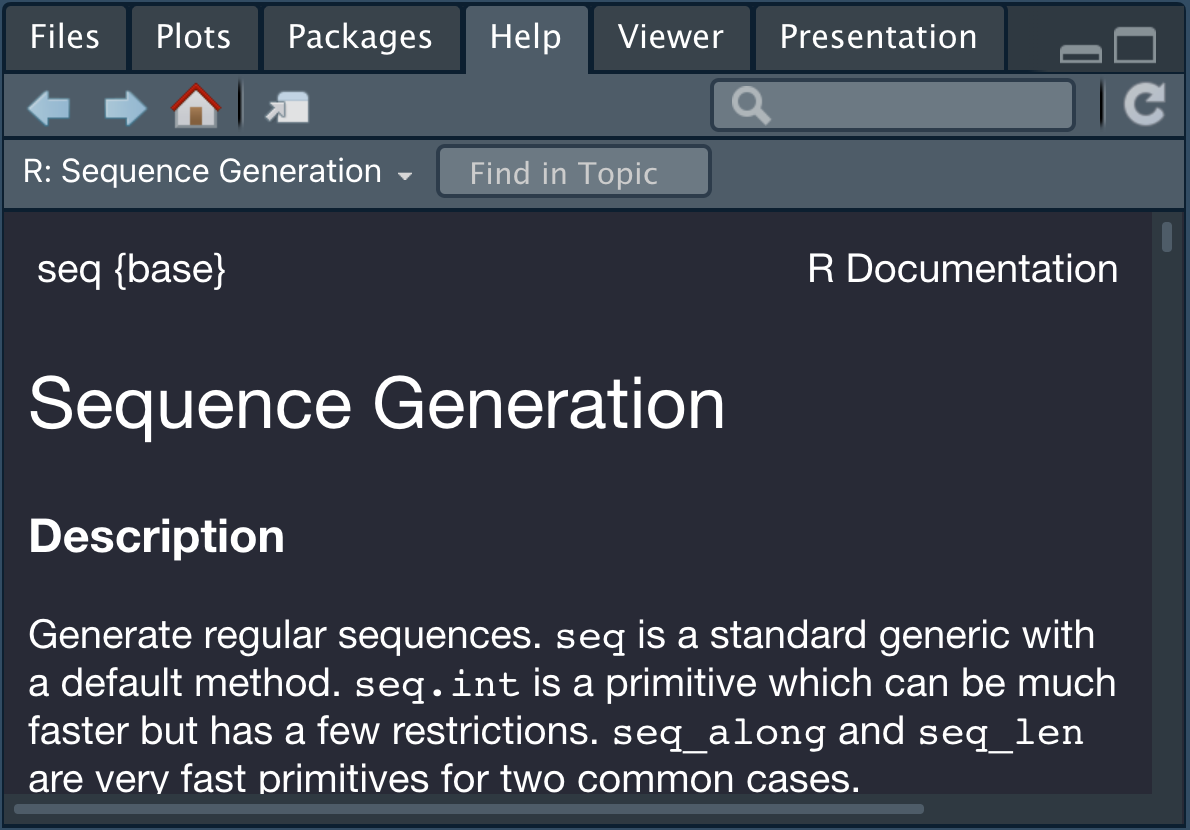 Files Plots Packages Help Viewer Presentation
R: Sequence Generation Find in Topic
seq {base} R Documentation
Sequence Generation
Description
Generate regular sequences. seq is a standard generic with
a default method. seq.int is a primitive which can be much
faster but has a few restrictions. seq_along and seq_len
are very fast primitives for two common cases.